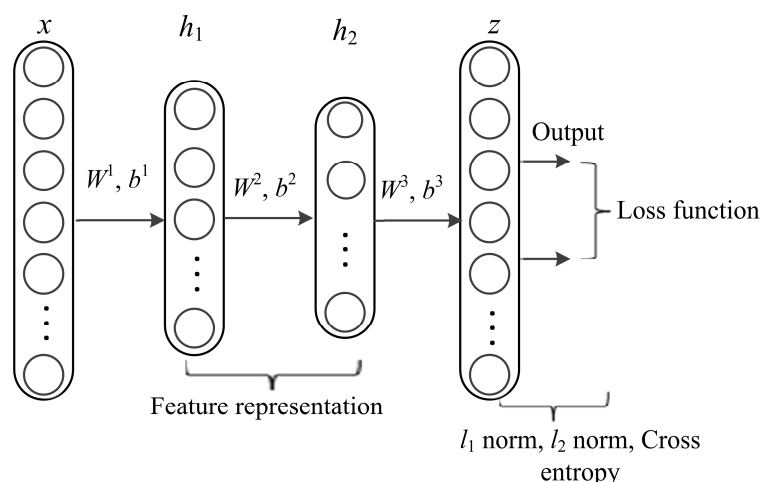 x
h₁
h₂
z
W¹, b¹
W², b²
W³, b³
Output
Loss function
Feature representation
l₁ norm, l₂ norm, Cross
entropy